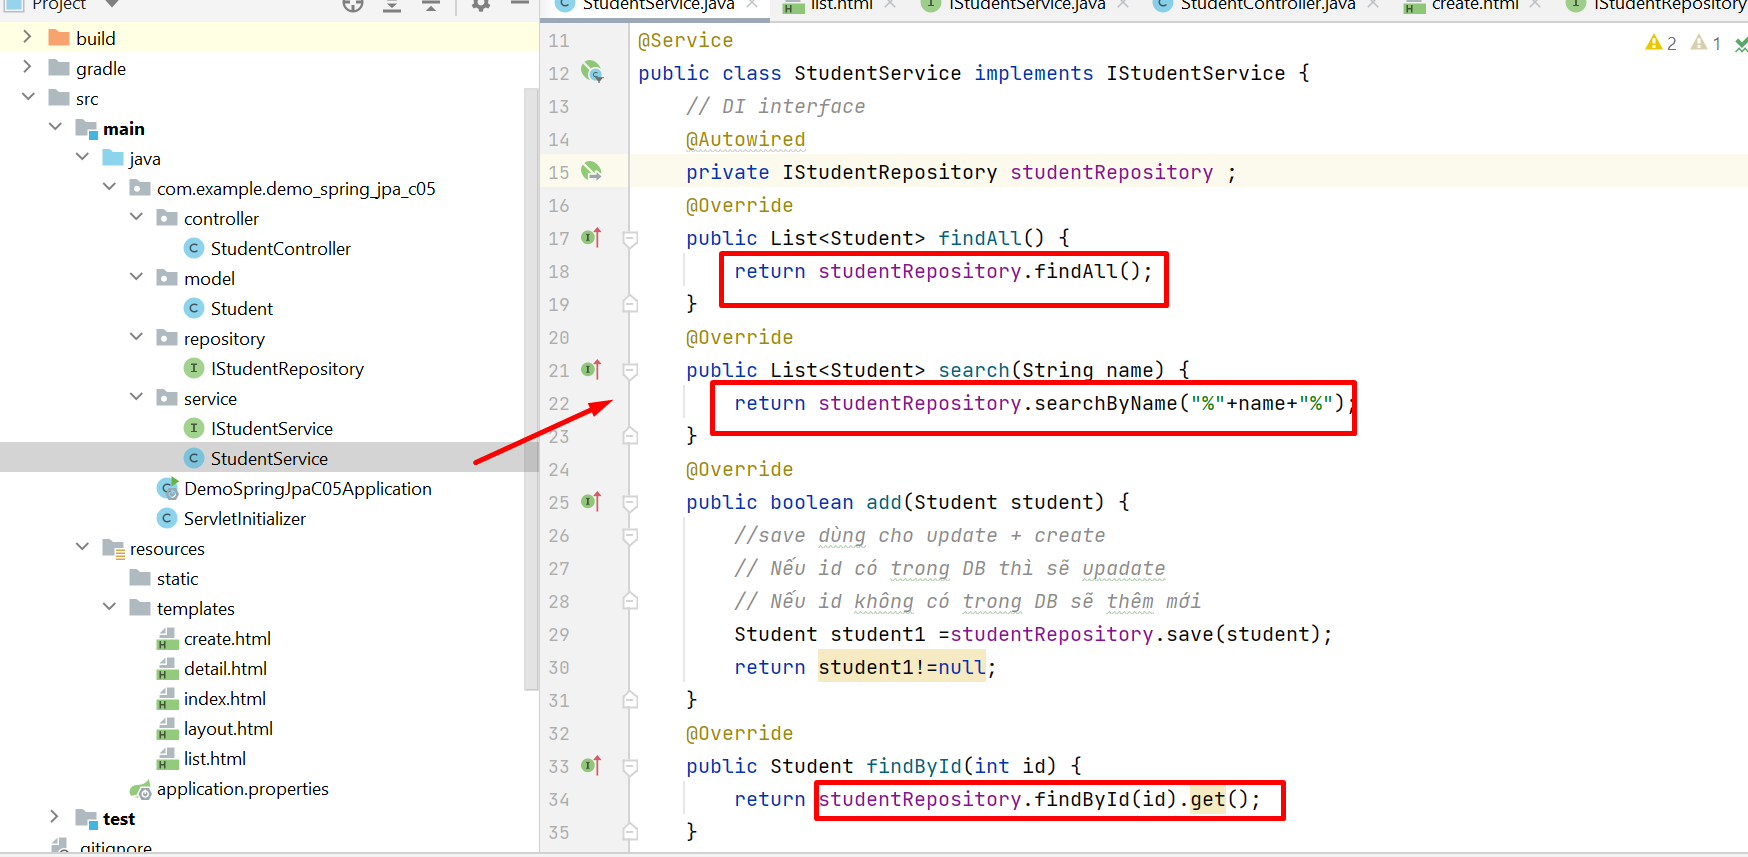 Project
build
gradle
src
main
java
com.example.demo_spring_jpa_c05
controller
StudentController
model
Student
repository
IStudentRepository
service
IStudentService
StudentService
DemoSpringJpaC05Application
ServletInitializer
resources
static
templates
create.html
detail.html
index.html
layout.html
list.html
application.properties
test
.gitignore
StudentService.java
list.html
IStudentService.java
StudentController.java
create.html
IStudentRepository
2 1
11 @Service
12 public class StudentService implements IStudentService {
13 // DI interface
14 @Autowired
15 private IStudentRepository studentRepository ;
16 @Override
17 public List<Student> findAll() {
18 return studentRepository.findAll();
19 }
20 @Override
21 public List<Student> search(String name) {
22 return studentRepository.searchByName("%"+name+"%");
23 }
24 @Override
25 public boolean add(Student student) {
26 //save dùng cho update + create
27 // Nếu id có trong DB thì sẽ upadate
28 // Nếu id không có trong DB sẽ thêm mới
29 Student student1 =studentRepository.save(student);
30 return student1!=null;
31 }
32 @Override
33 public Student findById(int id) {
34 return studentRepository.findById(id).get();
35 }